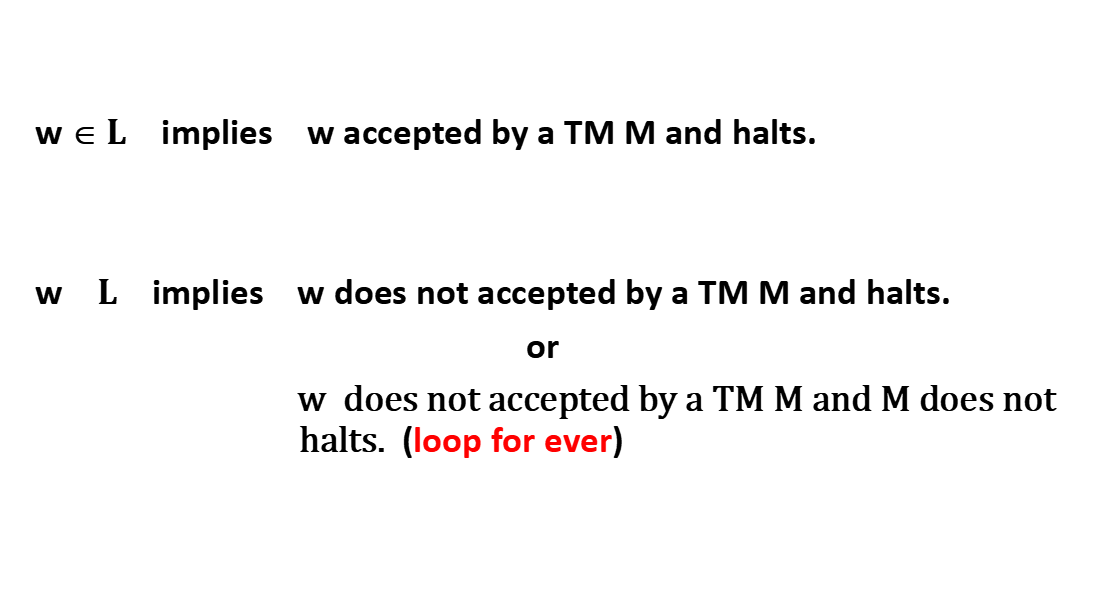 w ∈ L implies w accepted by a TM M and halts.
w L implies w does not accepted by a TM M and halts.
or
w does not accepted by a TM M and M does not
halts. (loop for ever)